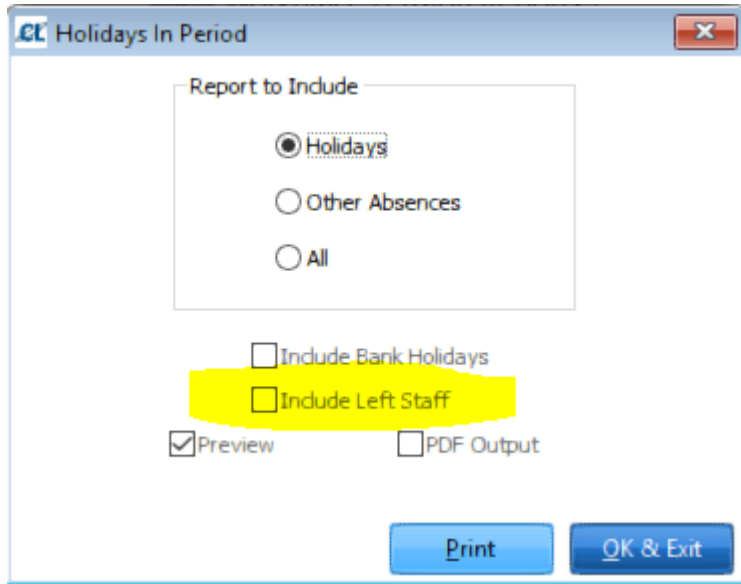 Holidays In Period
Report to Include
Holidays
Other Absences
All
Include Bank Holidays
Include Left Staff
Preview PDF Output
Print OK & Exit